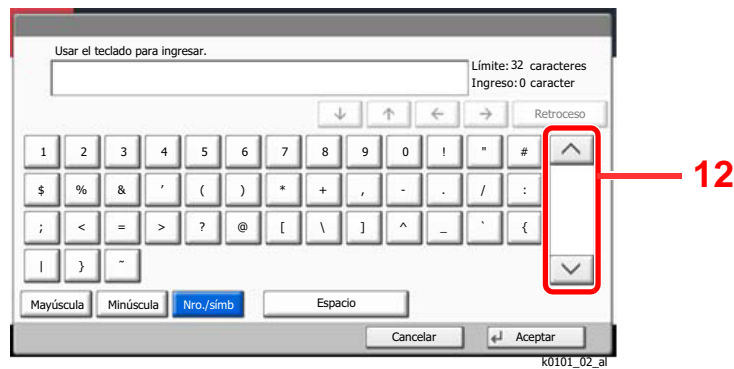 Usar el teclado para ingresar.
Límite: 32 caracteres
Ingreso: 0 caracter
↓ ↑ ← → Retroceso
1 2 3 4 5 6 7 8 9 0 ! " #
$ % & ' ( ) * + , - . / :
; < = > ? @ [ \ ] ^ _ ` {
| } ~
12
Mayúscula Minúscula Nro./símb Espacio
Cancelar Aceptar
k0101_02_al